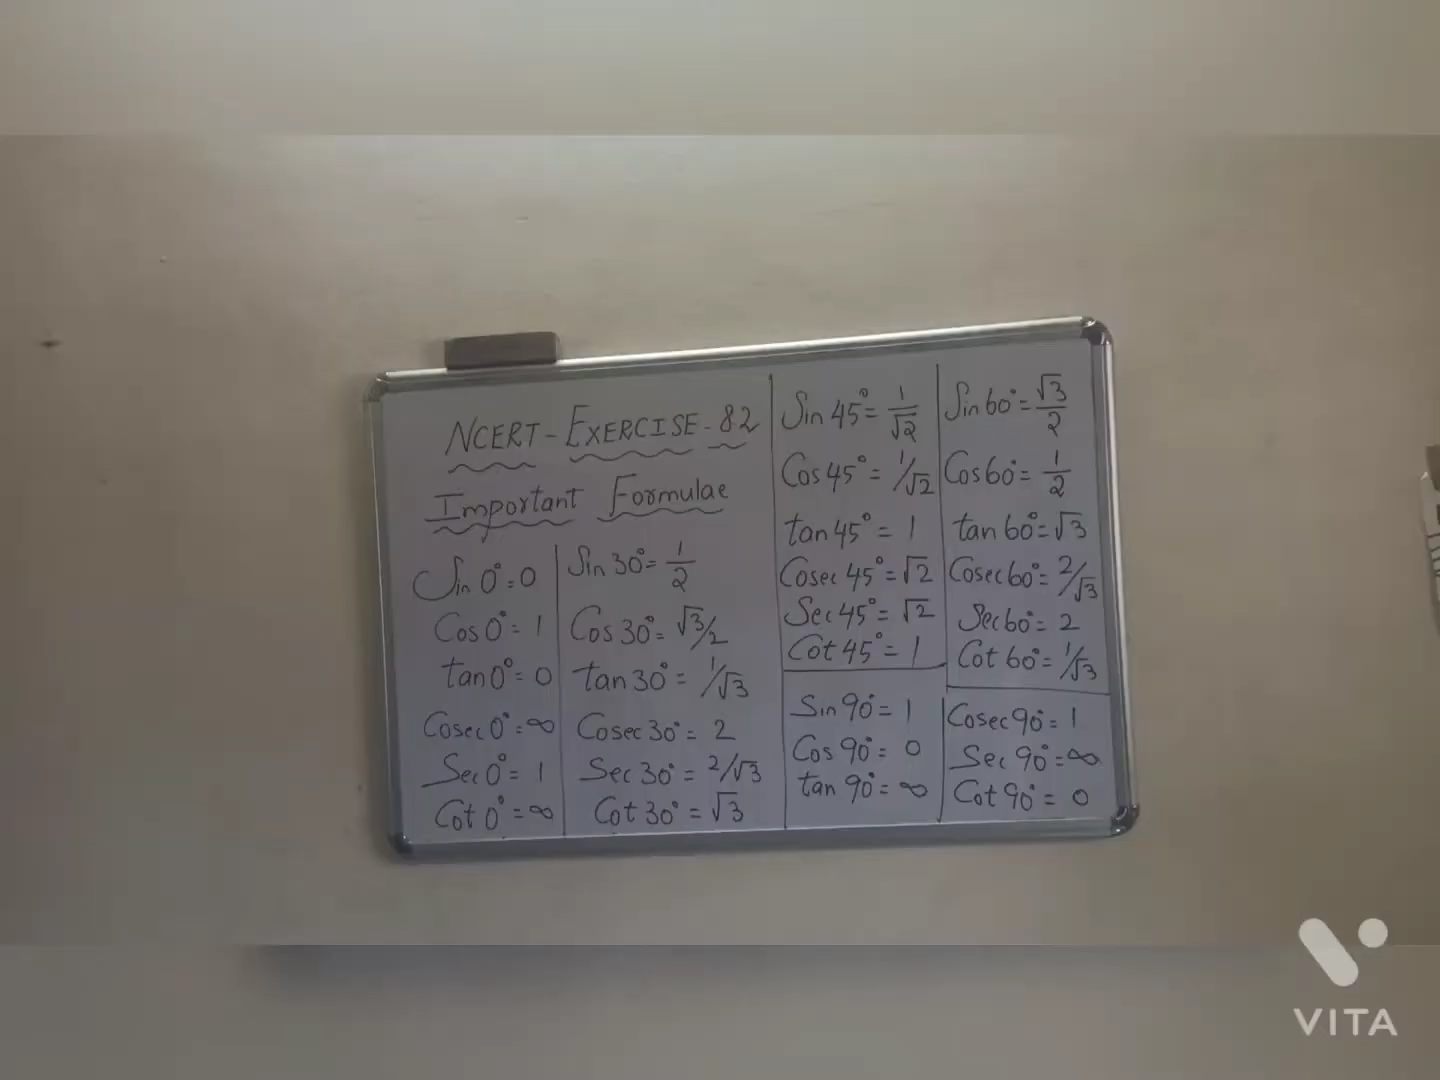 NCERT - EXERCISE - 82
Important Formulae
Sin 0° = 0
Cos 0° = 1
tan 0° = 0
Cosec 0° = ∞
Sec 0° = 1
Cot 0° = ∞
Sin 30° = 1/2
Cos 30° = √3/2
tan 30° = 1/√3
Cosec 30° = 2
Sec 30° = 2/√3
Cot 30° = √3
Sin 45° = 1/√2
Cos 45° = 1/√2
tan 45° = 1
Cosec 45° = √2
Sec 45° = √2
Cot 45° = 1
Sin 60° = √3/2
Cos 60° = 1/2
tan 60° = √3
Cosec 60° = 2/√3
Sec 60° = 2
Cot 60° = 1/√3
Sin 90° = 1
Cos 90° = 0
tan 90° = ∞
Cosec 90° = 1
Sec 90° = ∞
Cot 90° = 0
VITA